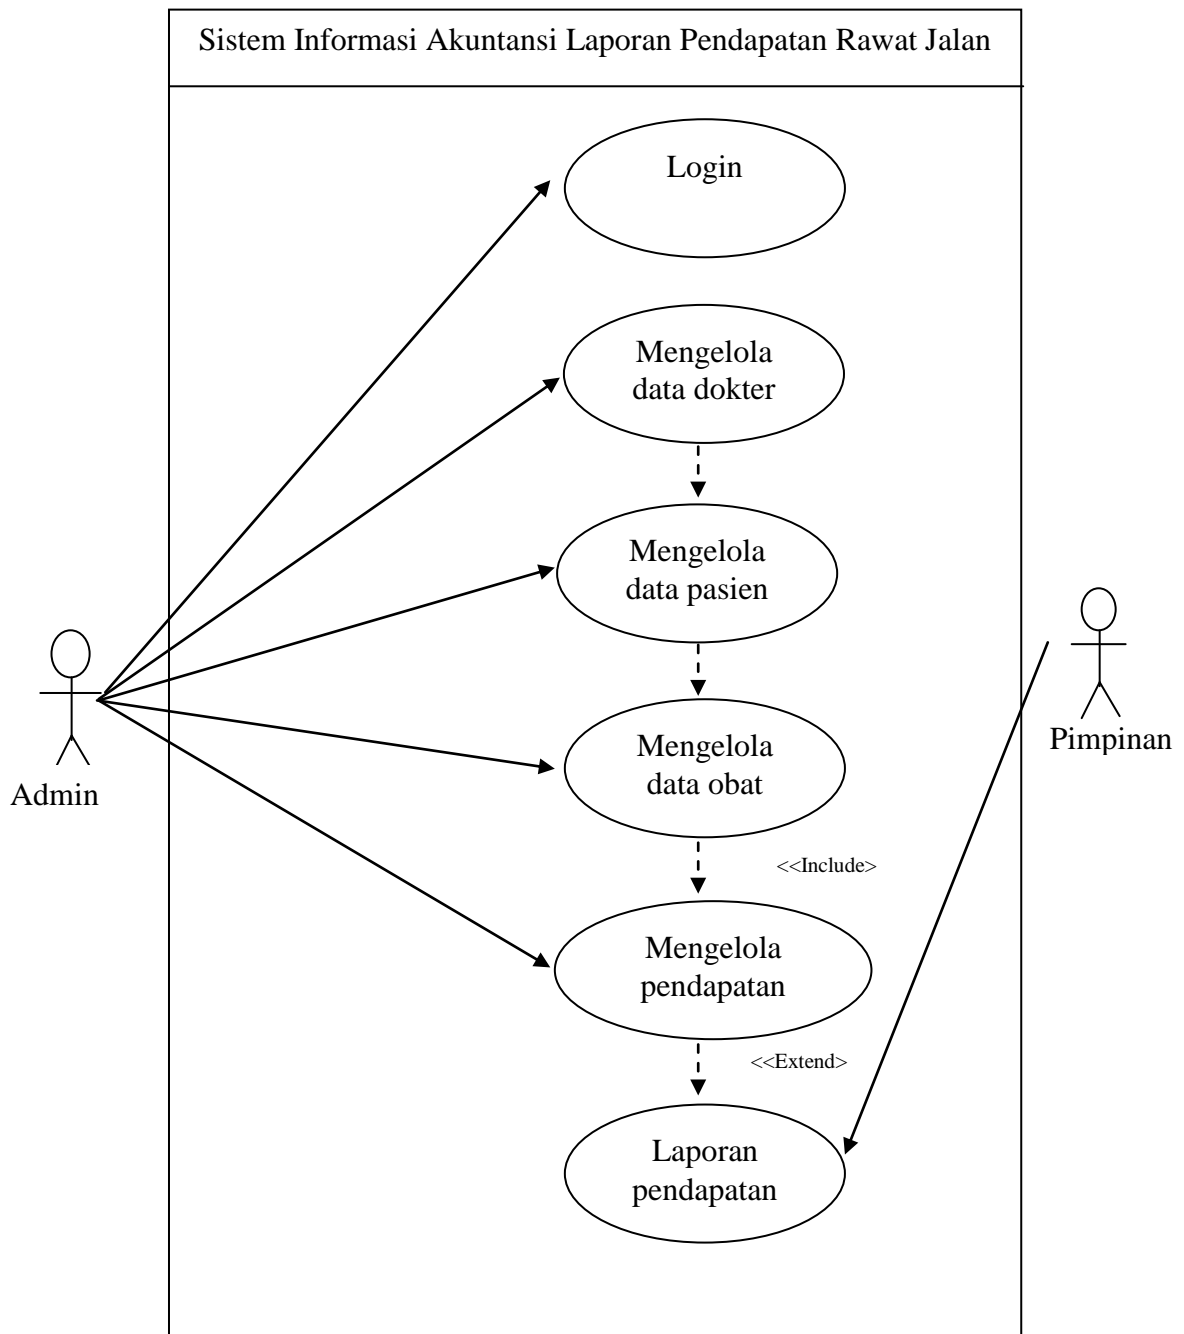 Sistem Informasi Akuntansi Laporan Pendapatan Rawat Jalan
Login
Mengelola
data dokter
Mengelola
data pasien
Mengelola
data obat
<<Include>
Mengelola
pendapatan
<<Extend>
Laporan
pendapatan
Admin
Pimpinan